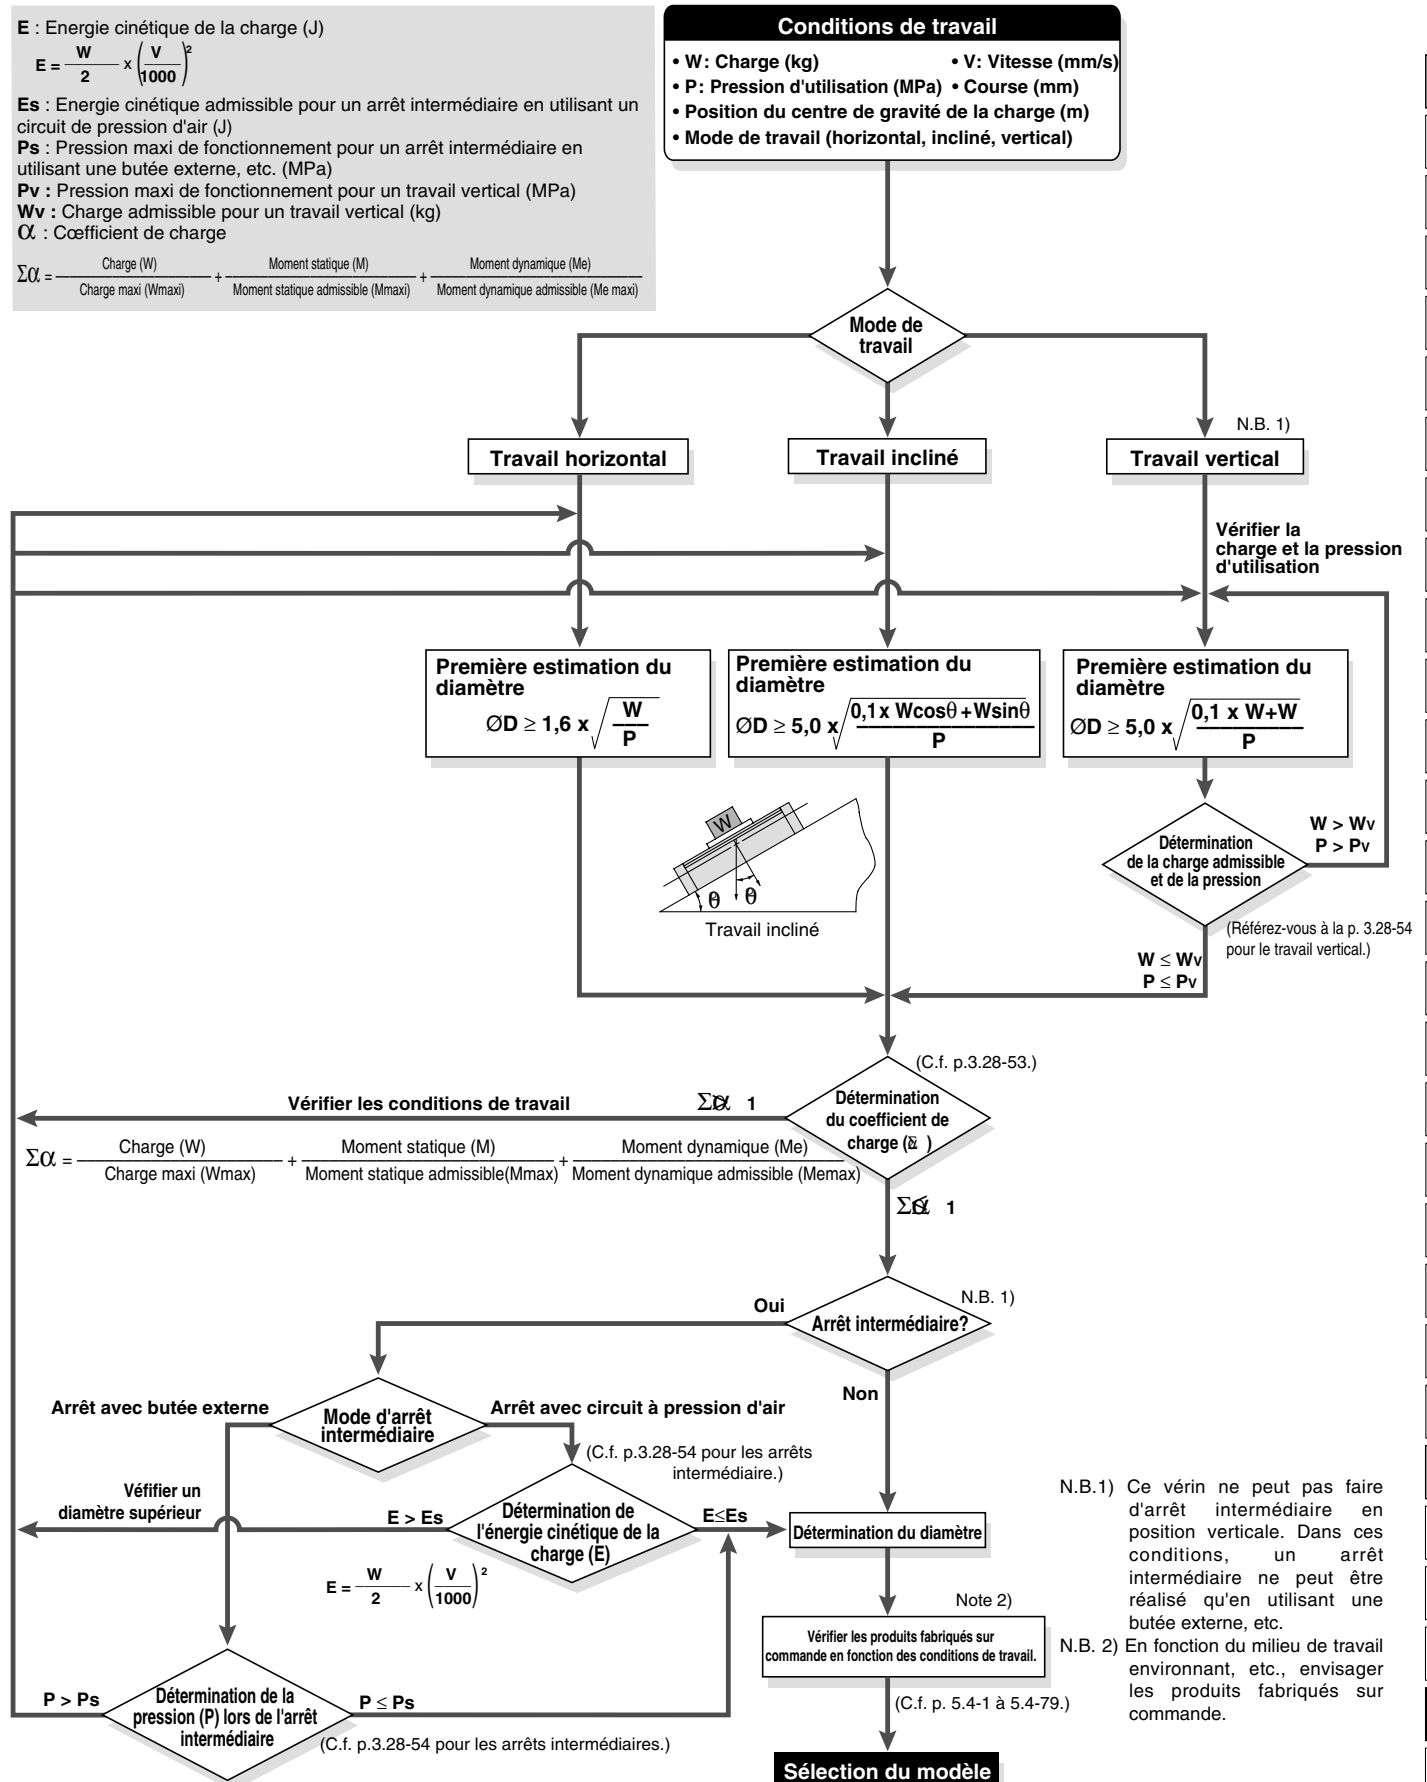 E : Energie cinétique de la charge (J)
E = W / 2 x (V / 1000)²
Es : Energie cinétique admissible pour un arrêt intermédiaire en utilisant un
circuit de pression d'air (J)
Ps : Pression maxi de fonctionnement pour un arrêt intermédiaire en
utilisant une butée externe, etc. (MPa)
Pv : Pression maxi de fonctionnement pour un travail vertical (MPa)
Wv : Charge admissible pour un travail vertical (kg)
α : Cœfficient de charge
Σα = Charge (W) / Charge maxi (Wmaxi) + Moment statique (M) / Moment statique admissible (Mmaxi) + Moment dynamique (Me) / Moment dynamique admissible (Me maxi)
Conditions de travail
• W: Charge (kg) • V: Vitesse (mm/s)
• P: Pression d'utilisation (MPa) • Course (mm)
• Position du centre de gravité de la charge (m)
• Mode de travail (horizontal, incliné, vertical)
Mode de
travail
N.B. 1)
Travail horizontal
Travail incliné
Travail vertical
Vérifier la
charge et la pression
d'utilisation
Première estimation du
diamètre
ØD ≥ 1,6 x √(W / P)
Première estimation du
diamètre
ØD ≥ 5,0 x √(0,1 x Wcosθ+Wsinθ / P)
Première estimation du
diamètre
ØD ≥ 5,0 x √(0,1 x W+W / P)
W
θ θ
Travail incliné
Détermination
de la charge admissible
et de la pression
W > Wv
P > Pv
(Référez-vous à la p. 3.28-54
pour le travail vertical.)
W ≤ Wv
P ≤ Pv
(C.f. p.3.28-53.)
Détermination
du coefficient de
charge (Σα)
Vérifier les conditions de travail
Σα > 1
Σα = Charge (W) / Charge maxi (Wmax) + Moment statique (M) / Moment statique admissible(Mmax) + Moment dynamique (Me) / Moment dynamique admissible (Memax)
Σα ≤ 1
N.B. 1)
Oui
Arrêt intermédiaire?
Non
Arrêt avec butée externe
Mode d'arrêt
intermédiaire
Arrêt avec circuit à pression d'air
(C.f. p.3.28-54 pour les arrêts
intermédiaire.)
Véfifier un
diamètre supérieur
E > Es
Détermination de
l'énergie cinétique de la
charge (E)
E≤Es
E = W / 2 x (V / 1000)²
Détermination du diamètre
Note 2)
Vérifier les produits fabriqués sur
commande en fonction des conditions de travail.
(C.f. p. 5.4-1 à 5.4-79.)
P > Ps
Détermination de la
pression (P) lors de l'arrêt
intermédiaire
P ≤ Ps
(C.f. p.3.28-54 pour les arrêts intermédiaires.)
Sélection du modèle
N.B.1) Ce vérin ne peut pas faire
d'arrêt intermédiaire en
position verticale. Dans ces
conditions, un arrêt
intermédiaire ne peut être
réalisé qu'en utilisant une
butée externe, etc.
N.B. 2) En fonction du milieu de travail
environnant, etc., envisager
les produits fabriqués sur
commande.